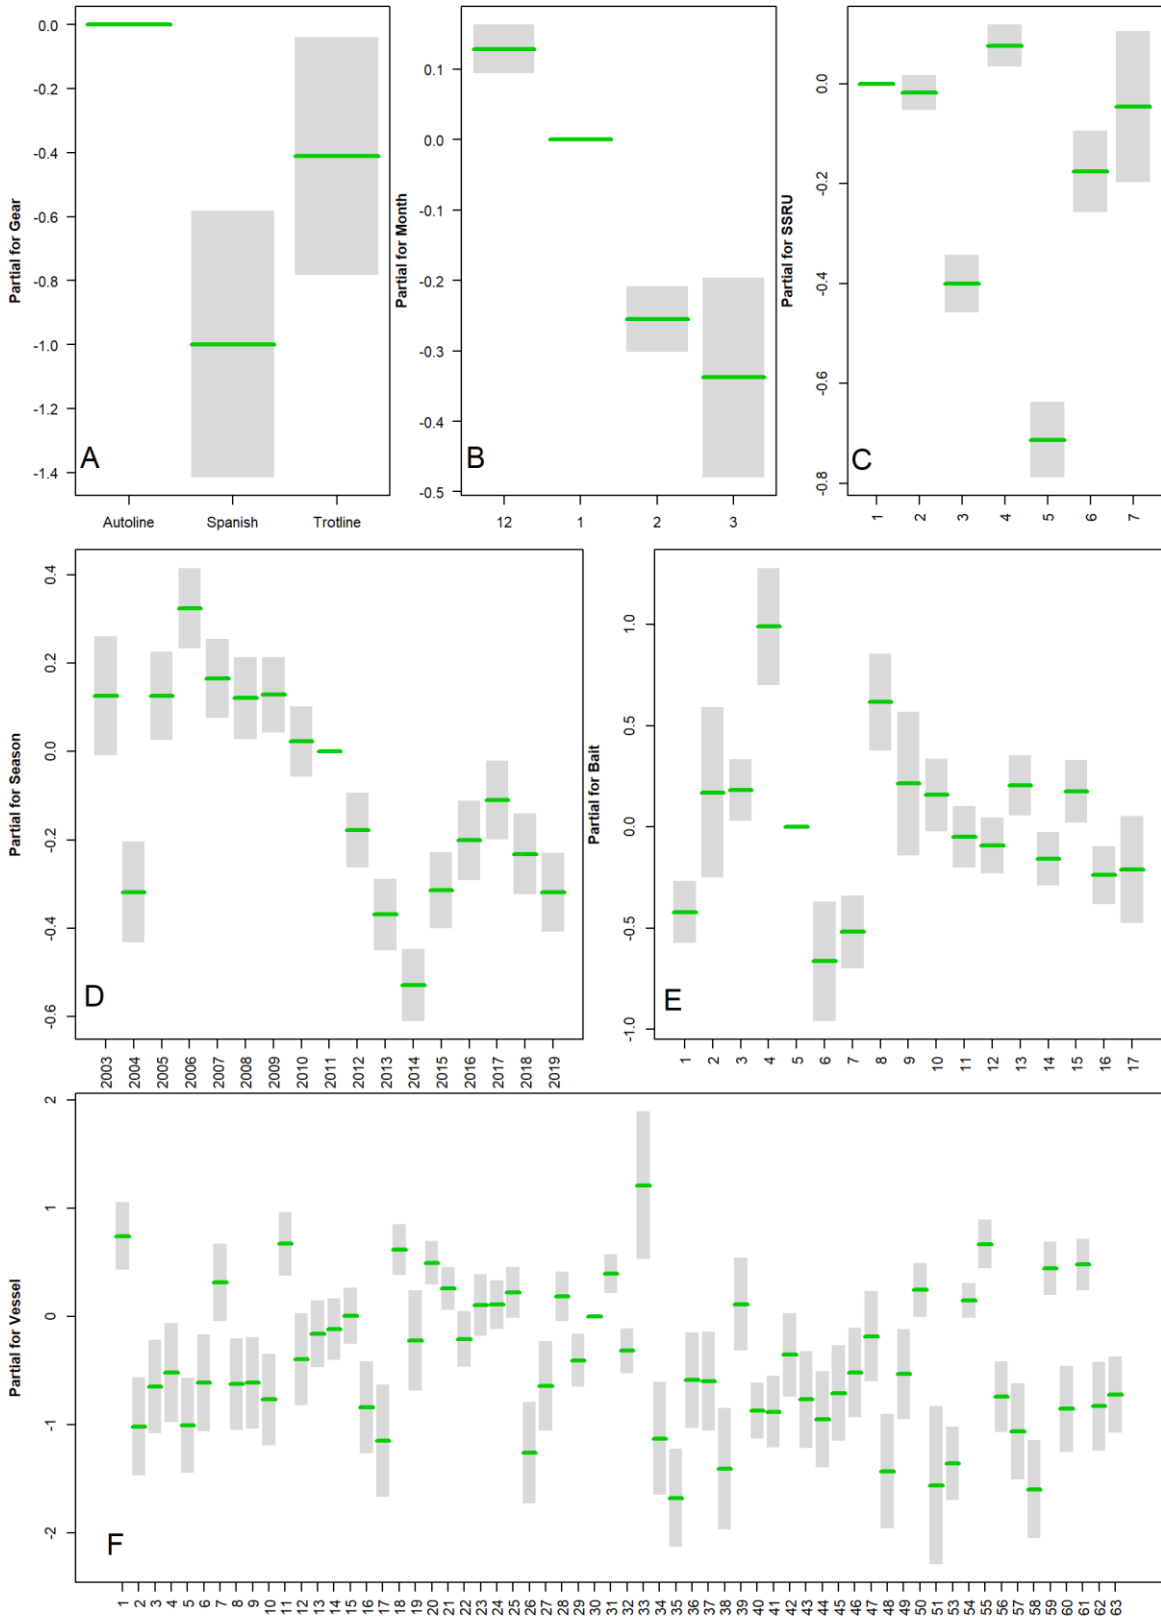 Partial for Gear
0.0
-0.2
-0.4
-0.6
-0.8
-1.0
-1.2
-1.4
A
Autoline Spanish Trotline
Partial for Month
0.1
0.0
-0.1
-0.2
-0.3
-0.4
-0.5
B
12 1 2 3
Partial for SSRU
0.0
-0.2
-0.4
-0.6
-0.8
C
1 2 3 4 5 6 7
Partial for Season
0.4
0.2
0.0
-0.2
-0.4
-0.6
D
2003 2004 2005 2006 2007 2008 2009 2010 2011 2012 2013 2014 2015 2016 2017 2018 2019
Partial for Bait
1.0
0.5
0.0
-0.5
-1.0
E
1 2 3 4 5 6 7 8 9 10 11 12 13 14 15 16 17
Partial for Vessel
2
1
0
-1
-2
F
1 2 3 4 5 6 7 8 9 10 11 12 13 14 15 16 17 18 19 20 21 22 23 24 25 26 27 28 29 30 31 32 33 34 35 36 37 38 39 40 41 42 43 44 45 46 47 48 49 50 51 53 54 55 56 57 58 59 60 61 62 63